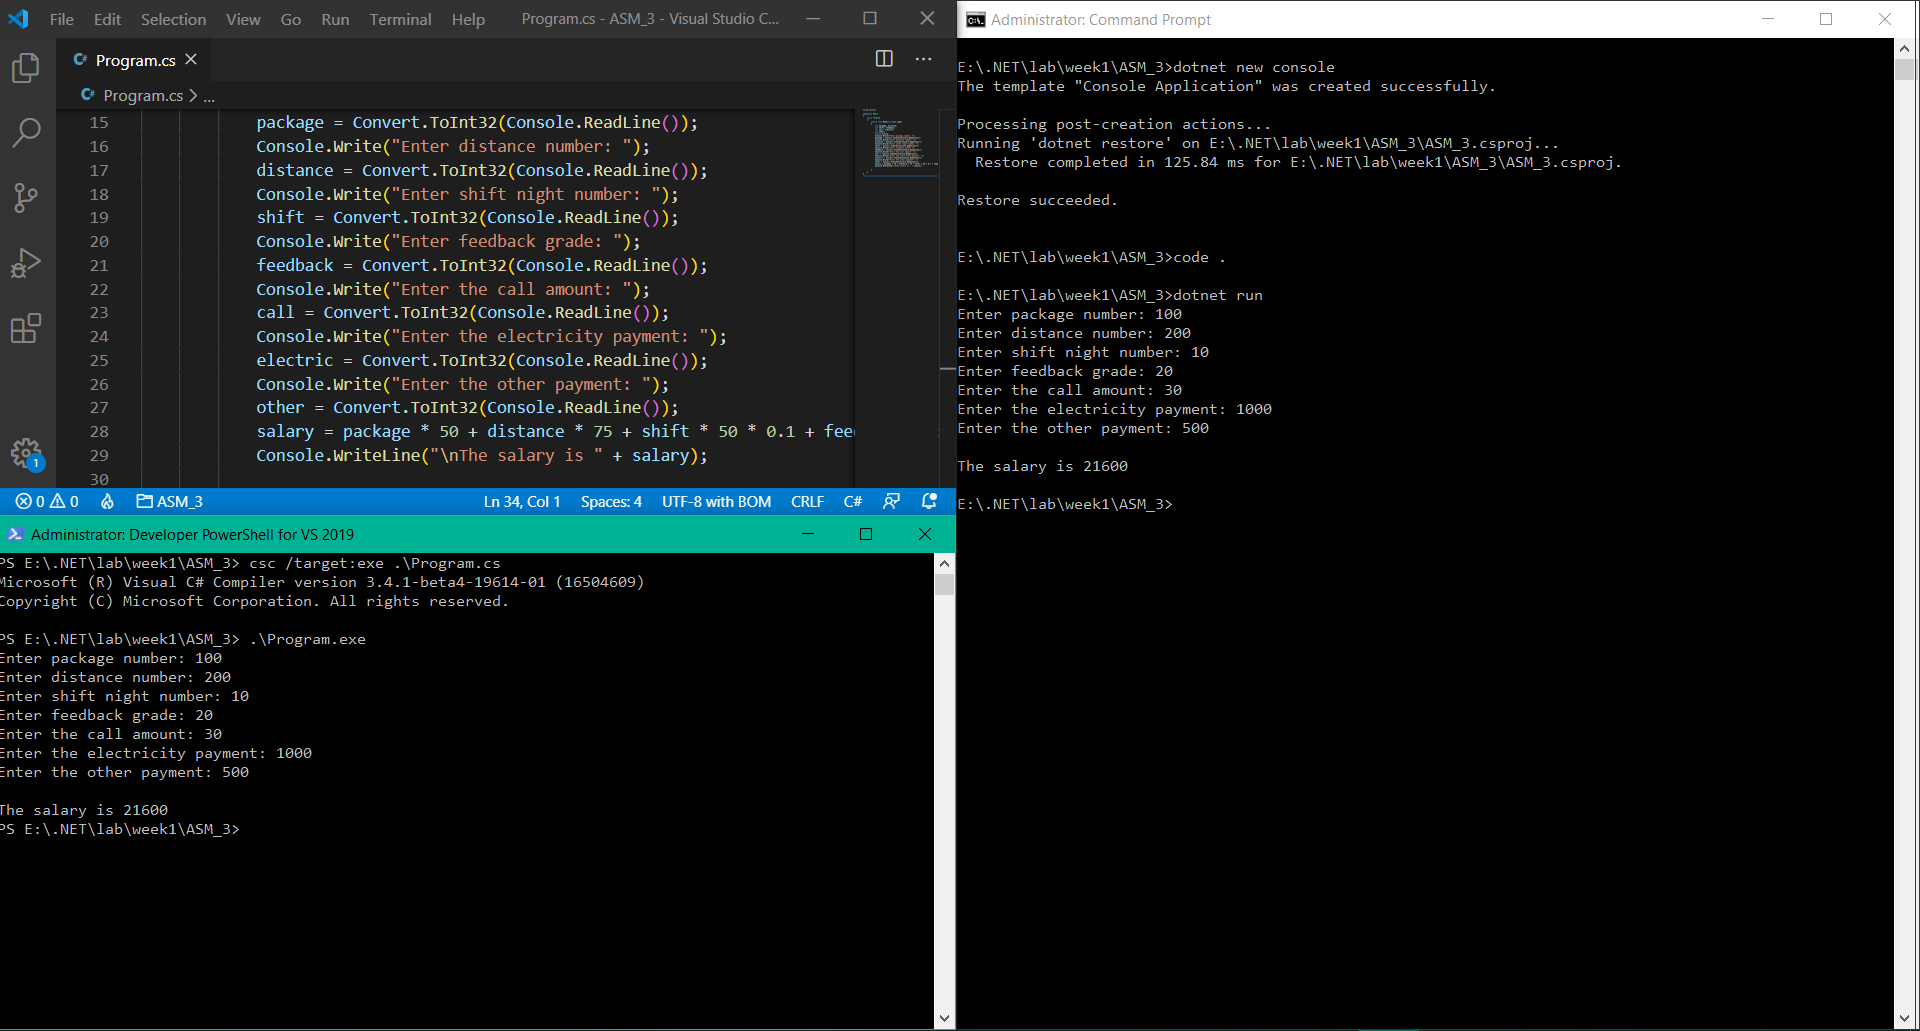 File Edit Selection View Go Run Terminal Help Program.cs - ASM_3 - Visual Studio C...
Program.cs
Program.cs > ...
15 package = Convert.ToInt32(Console.ReadLine());
16 Console.Write("Enter distance number: ");
17 distance = Convert.ToInt32(Console.ReadLine());
18 Console.Write("Enter shift night number: ");
19 shift = Convert.ToInt32(Console.ReadLine());
20 Console.Write("Enter feedback grade: ");
21 feedback = Convert.ToInt32(Console.ReadLine());
22 Console.Write("Enter the call amount: ");
23 call = Convert.ToInt32(Console.ReadLine());
24 Console.Write("Enter the electricity payment: ");
25 electric = Convert.ToInt32(Console.ReadLine());
26 Console.Write("Enter the other payment: ");
27 other = Convert.ToInt32(Console.ReadLine());
28 salary = package * 50 + distance * 75 + shift * 50 * 0.1 + fee
29 Console.WriteLine("\nThe salary is " + salary);
30
1
0 0 ASM_3 Ln 34, Col 1 Spaces: 4 UTF-8 with BOM CRLF C#
Administrator: Developer PowerShell for VS 2019
PS E:\.NET\lab\week1\ASM_3> csc /target:exe .\Program.cs
Microsoft (R) Visual C# Compiler version 3.4.1-beta4-19614-01 (16504609)
Copyright (C) Microsoft Corporation. All rights reserved.
PS E:\.NET\lab\week1\ASM_3> .\Program.exe
Enter package number: 100
Enter distance number: 200
Enter shift night number: 10
Enter feedback grade: 20
Enter the call amount: 30
Enter the electricity payment: 1000
Enter the other payment: 500
The salary is 21600
PS E:\.NET\lab\week1\ASM_3>
Administrator: Command Prompt
E:\.NET\lab\week1\ASM_3>dotnet new console
The template "Console Application" was created successfully.
Processing post-creation actions...
Running 'dotnet restore' on E:\.NET\lab\week1\ASM_3\ASM_3.csproj...
Restore completed in 125.84 ms for E:\.NET\lab\week1\ASM_3\ASM_3.csproj.
Restore succeeded.
E:\.NET\lab\week1\ASM_3>code .
E:\.NET\lab\week1\ASM_3>dotnet run
Enter package number: 100
Enter distance number: 200
Enter shift night number: 10
Enter feedback grade: 20
Enter the call amount: 30
Enter the electricity payment: 1000
Enter the other payment: 500
The salary is 21600
E:\.NET\lab\week1\ASM_3>